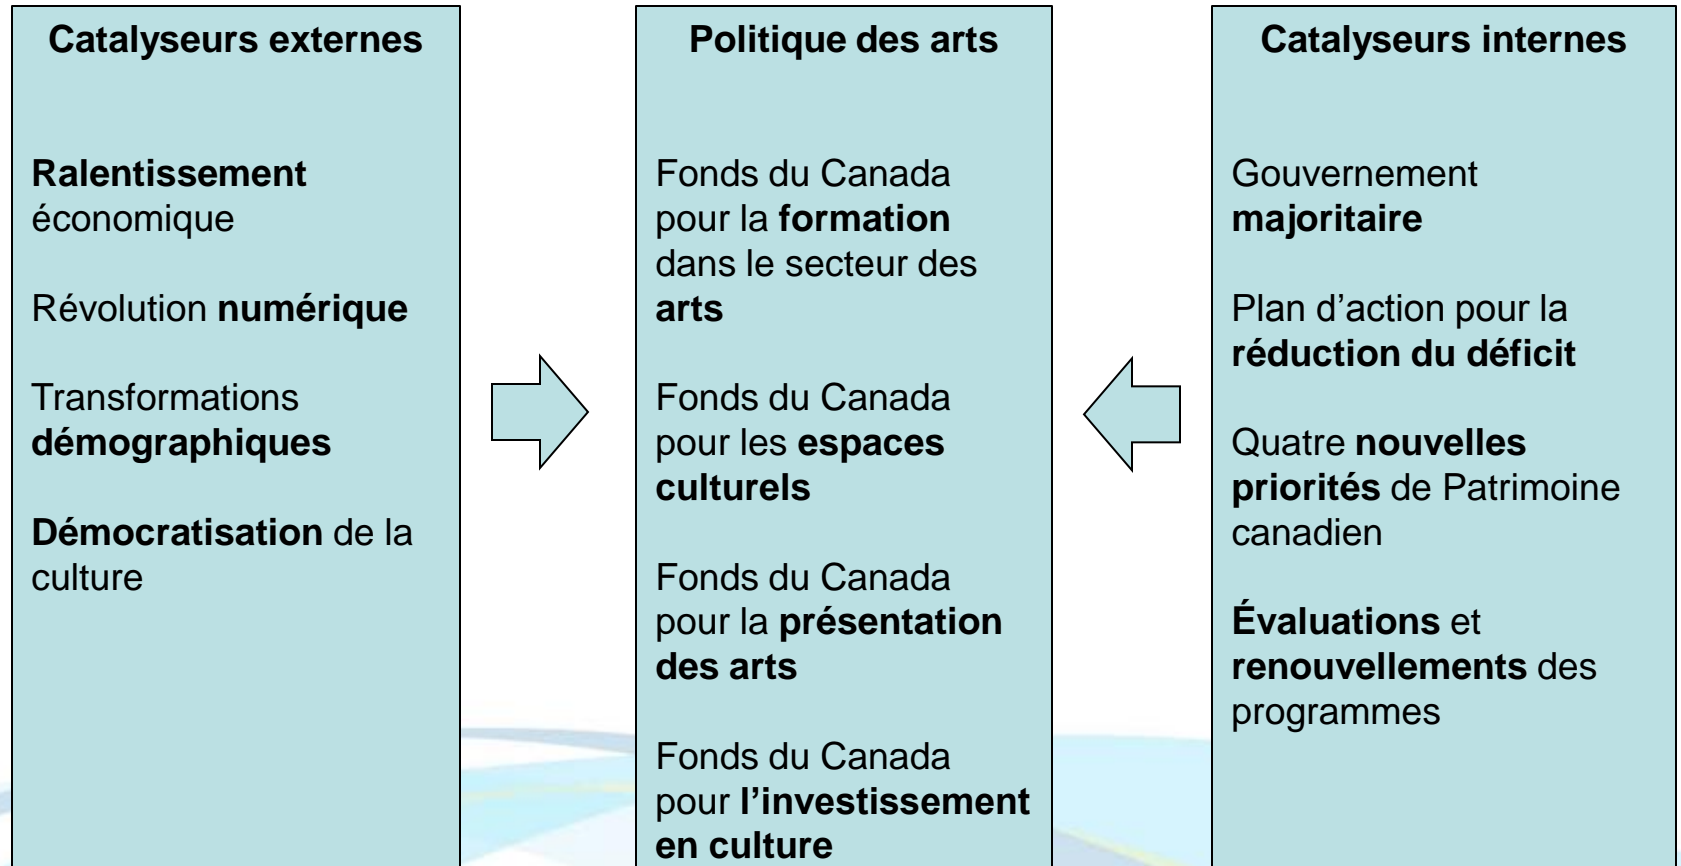 Catalyseurs externes
Ralentissement
économique
Révolution numérique
Transformations
démographiques
Démocratisation de la
culture
Politique des arts
Fonds du Canada
pour la formation
dans le secteur des
arts
Fonds du Canada
pour les espaces
culturels
Fonds du Canada
pour la présentation
des arts
Fonds du Canada
pour l’investissement
en culture
Catalyseurs internes
Gouvernement
majoritaire
Plan d’action pour la
réduction du déficit
Quatre nouvelles
priorités de Patrimoine
canadien
Évaluations et
renouvellements des
programmes